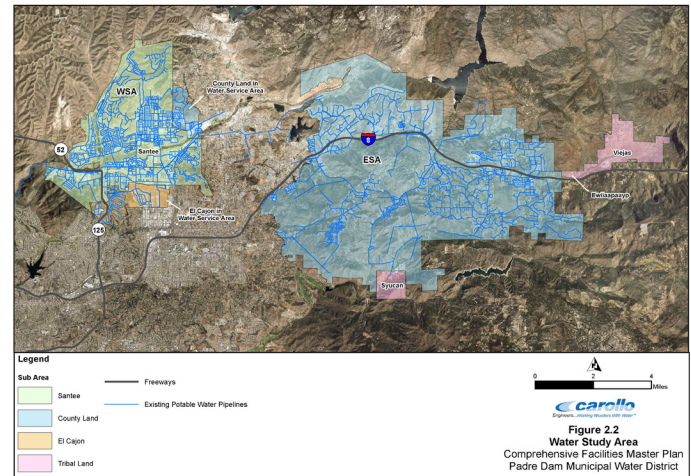 WSA
County Land in
Water Service Area
52
Santee
8
ESA
Viejas
Ewiiaapaayp
El Cajon in
Water Service Area
125
Syucan
Legend
Sub Area
Santee
County Land
El Cajon
Tribal Land
Freeways
Existing Potable Water Pipelines
0 2 4
Miles
carollo
Engineers...Working Wonders With Water™
Figure 2.2
Water Study Area
Comprehensive Facilities Master Plan
Padre Dam Municipal Water District